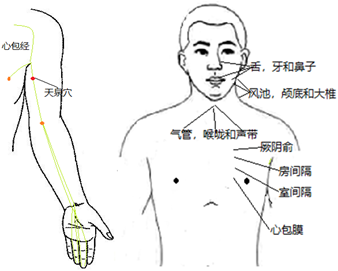 心包经
天泉穴
舌，牙和鼻子
风池，颅底和大椎
气管，喉咙和声带
厥阴俞
房间隔
室间隔
心包膜